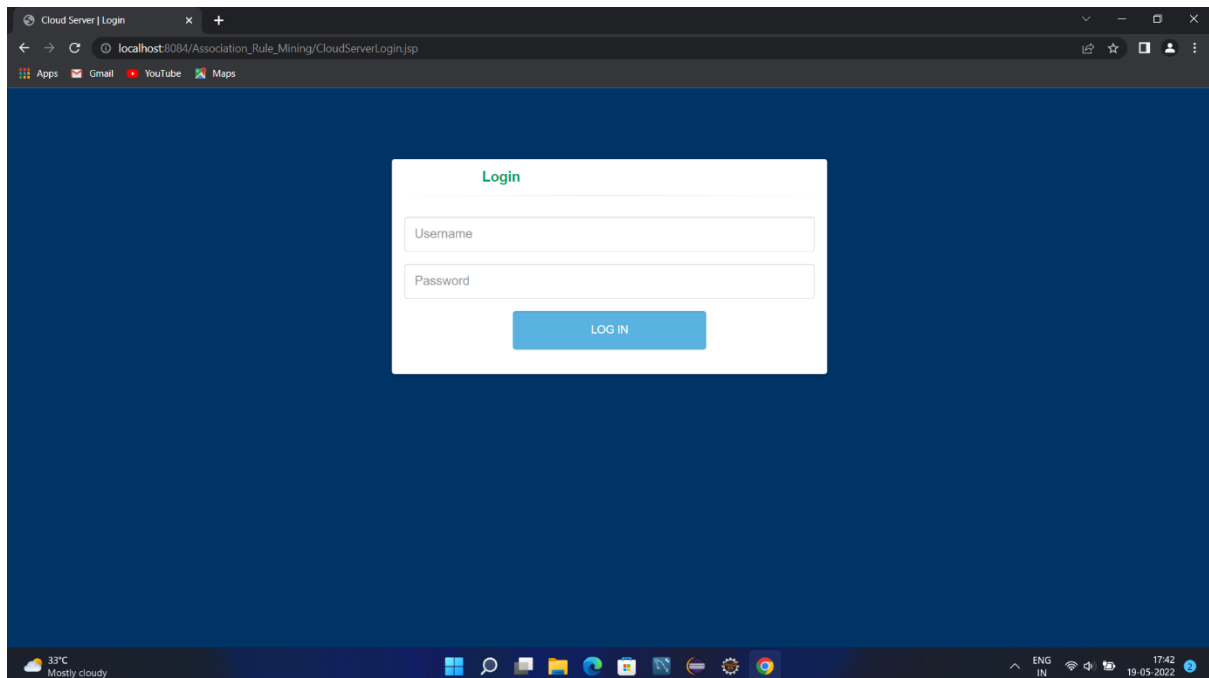 Cloud Server | Login
localhost:8084/Association_Rule_Mining/CloudServerLogin.jsp
Apps Gmail YouTube Maps
Login
Username
Password
LOG IN
33°C
Mostly cloudy
ENG
IN
17:42
19-05-2022
2